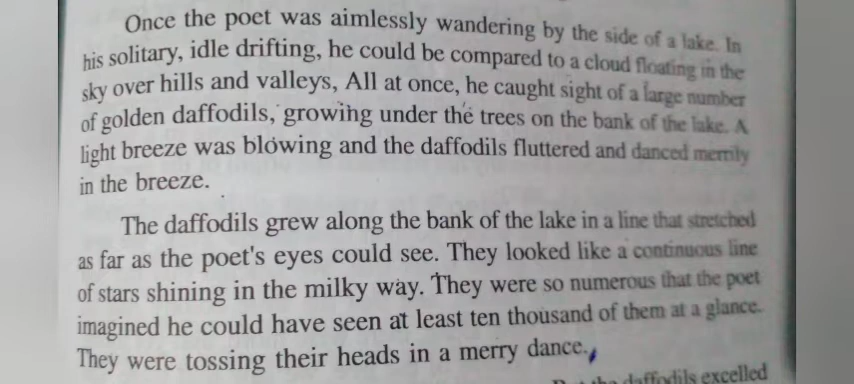 Once the poet was aimlessly wandering by the side of a lake. In
his solitary, idle drifting, he could be compared to a cloud floating in the
sky over hills and valleys, All at once, he caught sight of a large number
of golden daffodils, growing under the trees on the bank of the lake. A
light breeze was blowing and the daffodils fluttered and danced merrily
in the breeze.
The daffodils grew along the bank of the lake in a line that stretched
as far as the poet's eyes could see. They looked like a continuous line
of stars shining in the milky way. They were so numerous that the poet
imagined he could have seen at least ten thousand of them at a glance.
They were tossing their heads in a merry dance.
the daffodils excelled